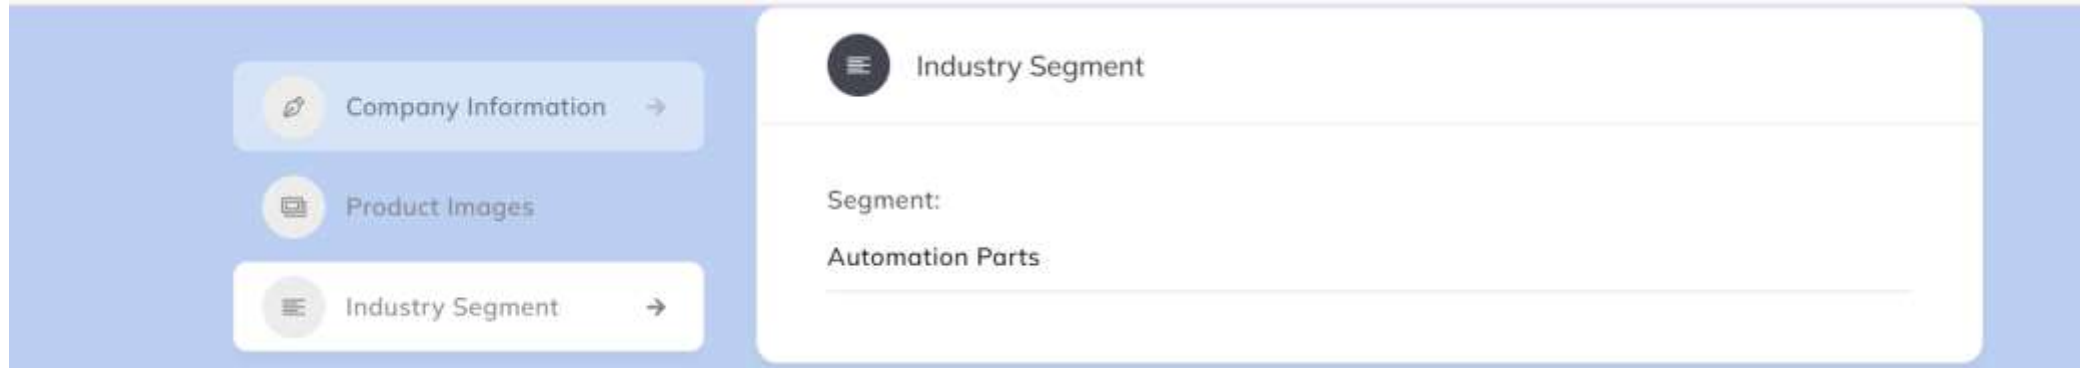 Company Information
Product Images
Industry Segment
Industry Segment
Segment:
Automation Parts